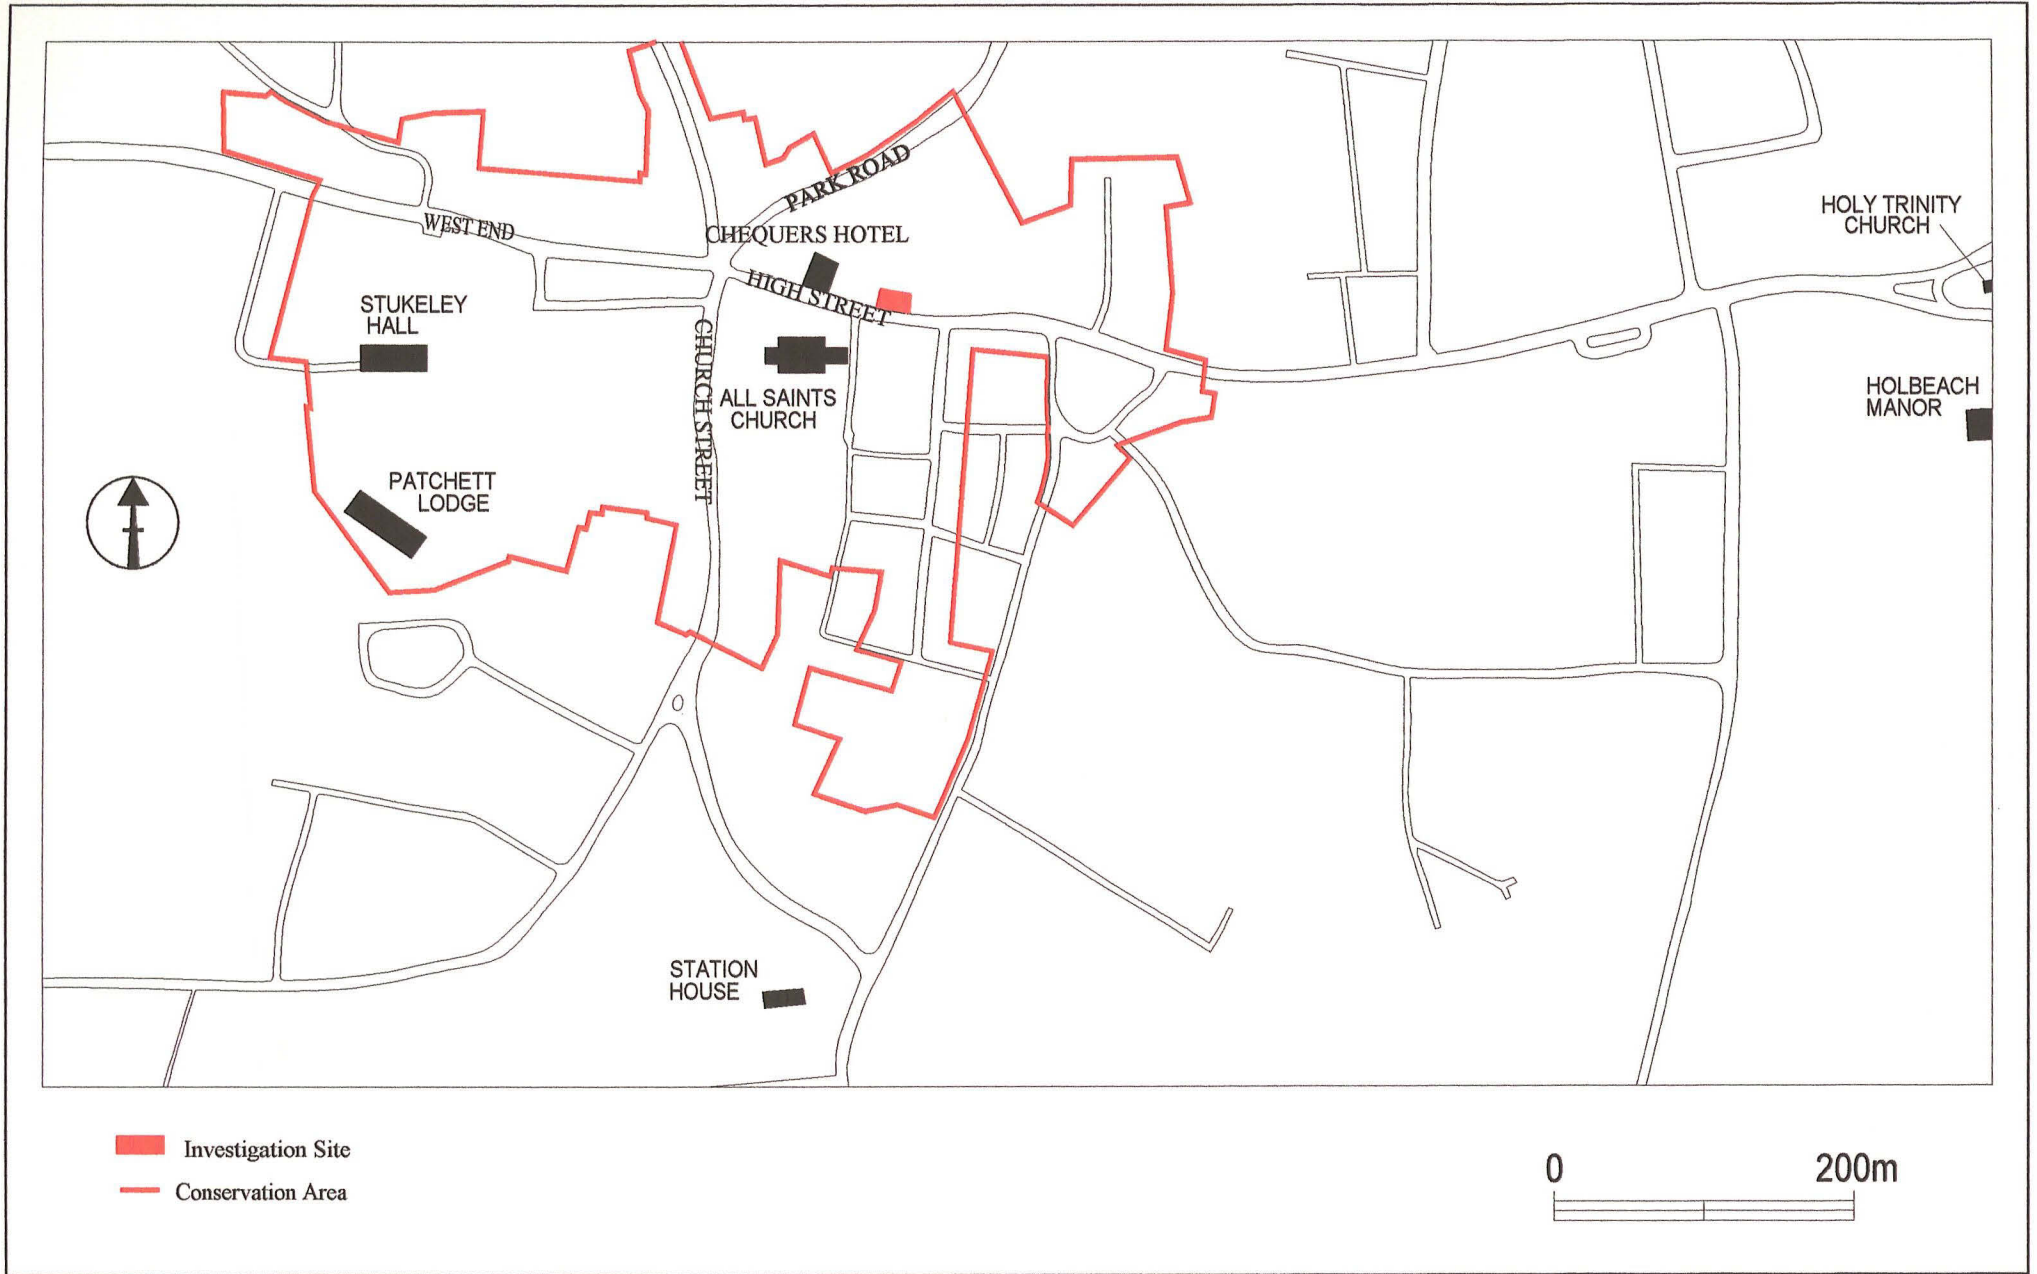 PARK ROAD
HOLY TRINITY
CHURCH
WEST END
CHEQUERS HOTEL
HIGH STREET
STUKELEY
HALL
CHURCH STREET
ALL SAINTS
CHURCH
HOLBEACH
MANOR
PATCHETT
LODGE
STATION
HOUSE
Investigation Site
Conservation Area
0
200m